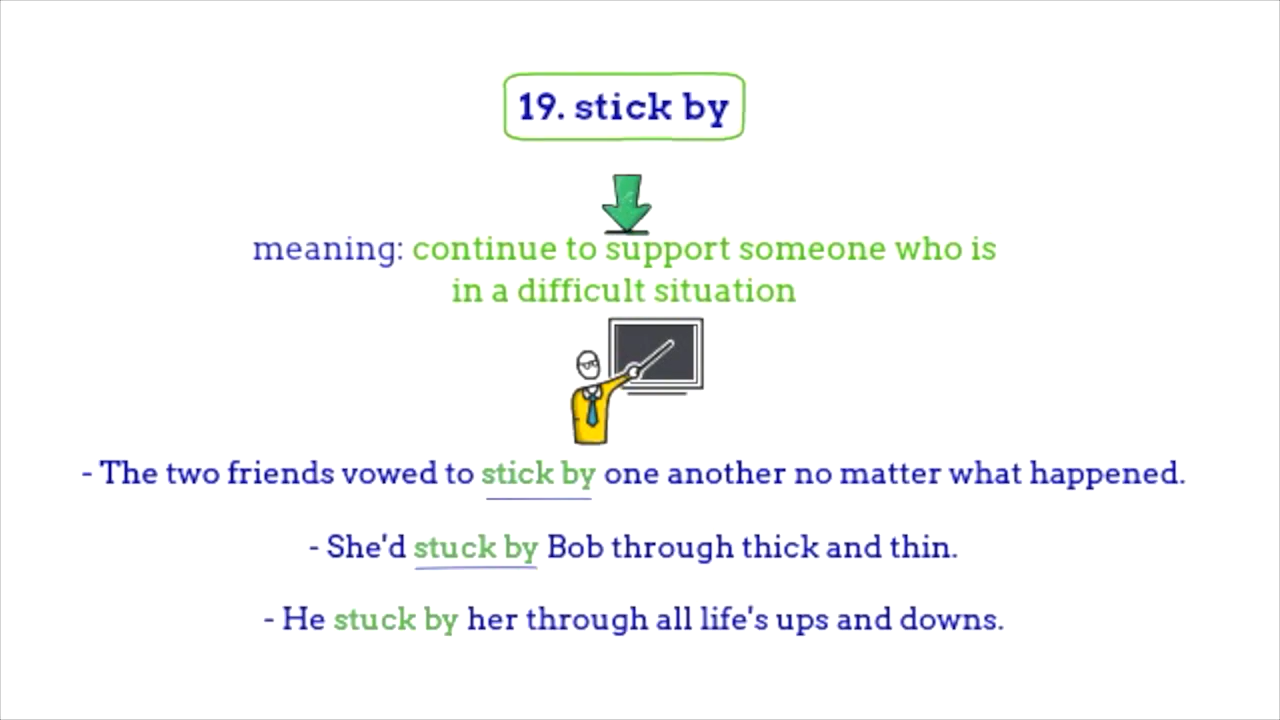 19. stick by
meaning: continue to support someone who is
in a difficult situation
- The two friends vowed to stick by one another no matter what happened.
- She'd stuck by Bob through thick and thin.
- He stuck by her through all life's ups and downs.